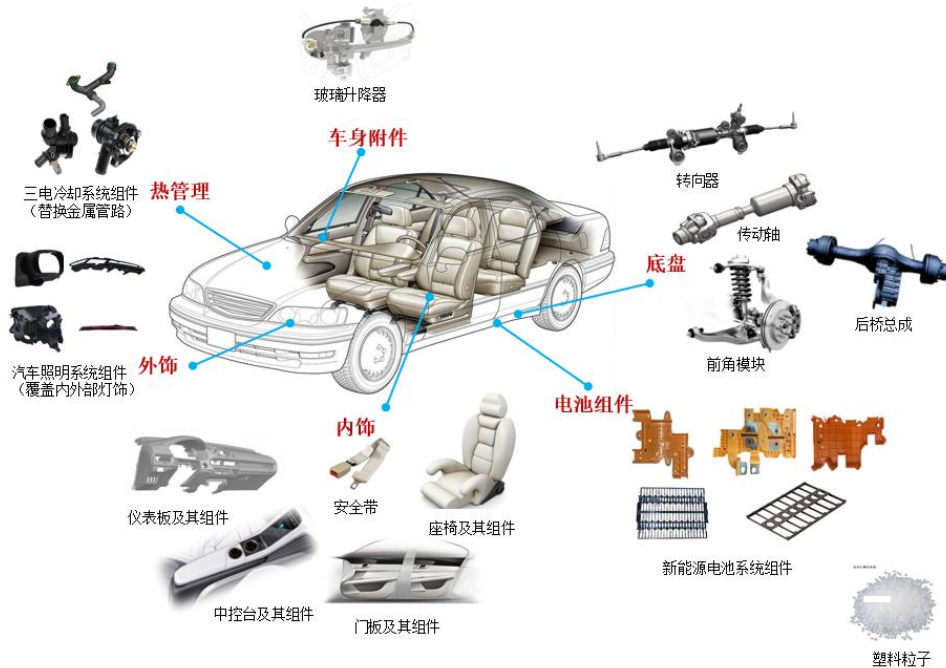 玻璃升降器
车身附件
三电冷却系统组件
（替换金属管路）
热管理
转向器
传动轴
底盘
后桥总成
前角模块
汽车照明系统组件
（覆盖内外部灯饰）
外饰
内饰
电池组件
仪表板及其组件
安全带
座椅及其组件
中控台及其组件
门板及其组件
新能源电池系统组件
塑料粒子